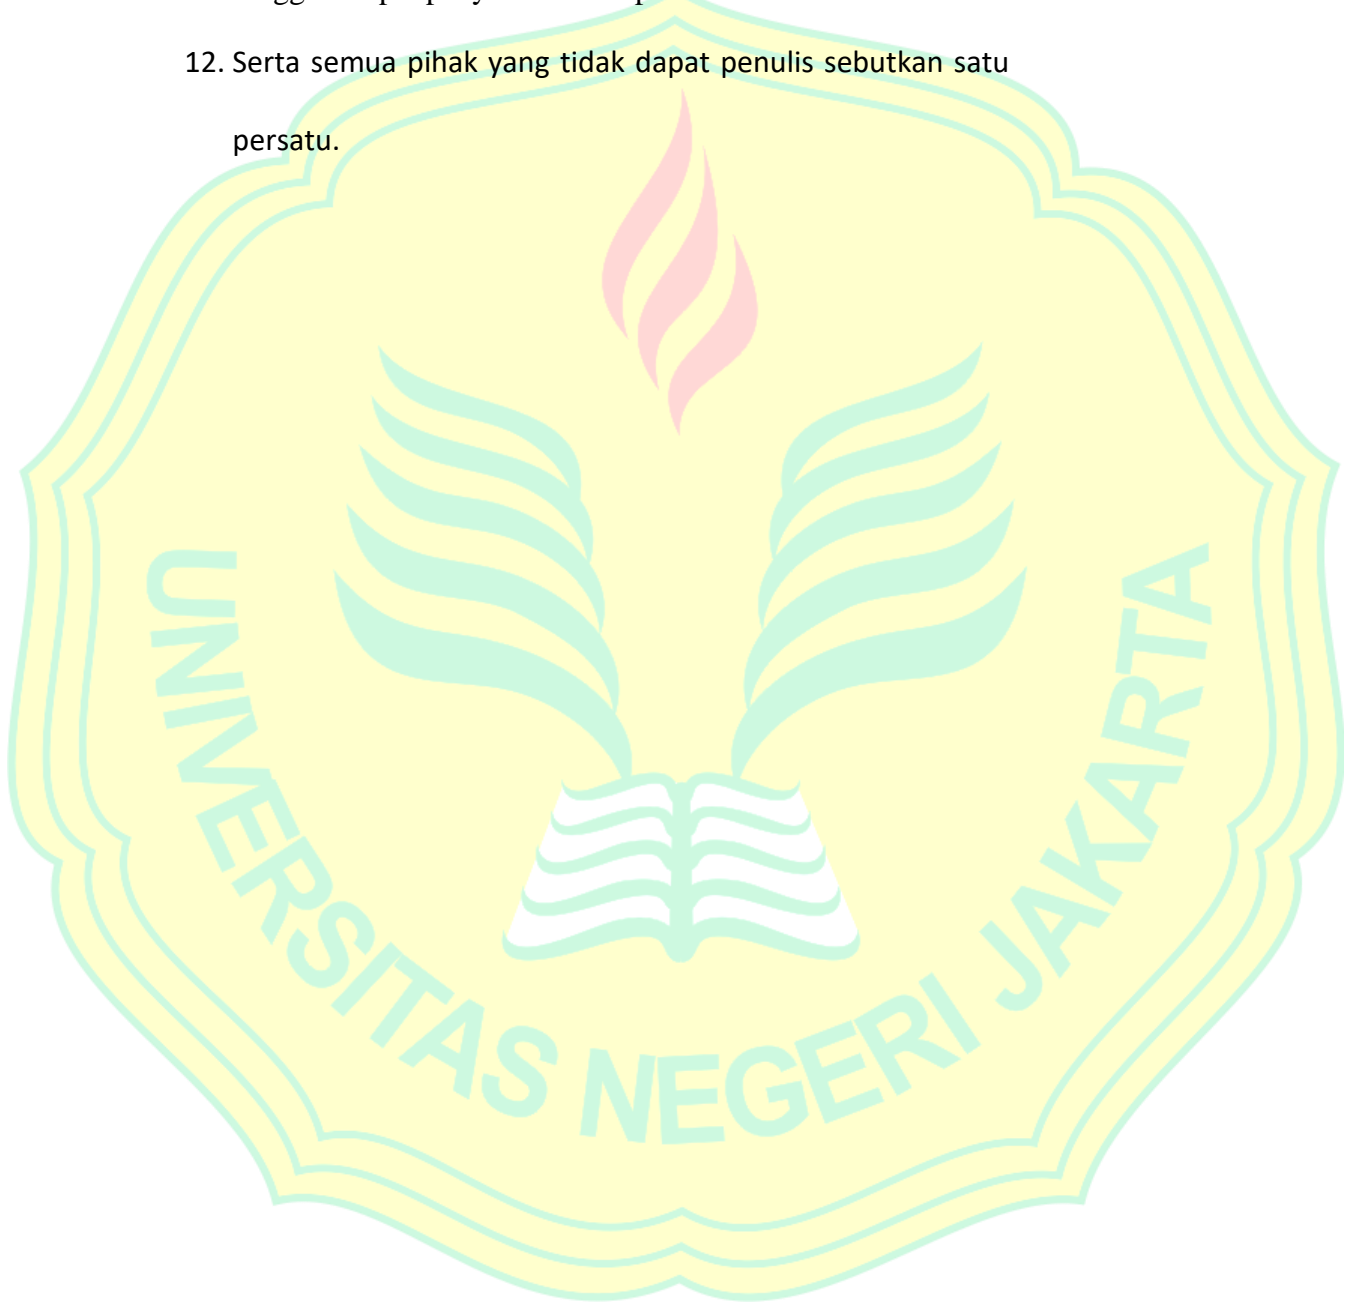 12. Serta semua pihak yang tidak dapat penulis sebutkan satu
persatu.
UNIVERSITAS NEGERI JAKARTA